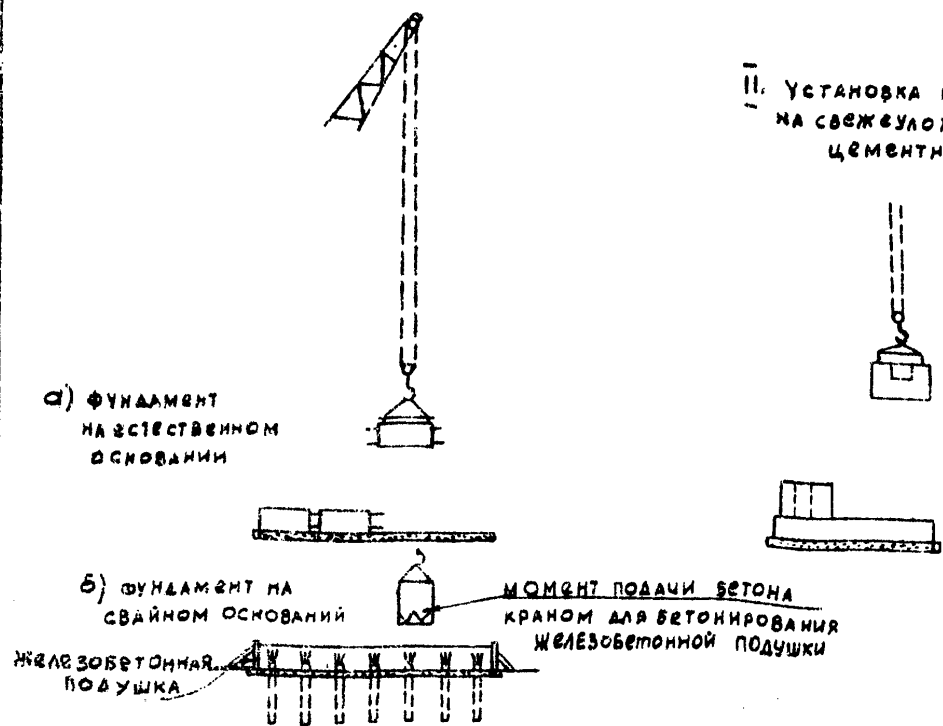 II. УСТАНОВКА
НА СВЕЖЕУЛО
ЦЕМЕНТН
а) ФУНДАМЕНТ
НА ЕСТЕСТВЕННОМ
ОСНОВАНИИ
б) ФУНДАМЕНТ НА
СВАЙНОМ ОСНОВАНИЙ
МОМЕНТ ПОДАЧИ БЕТОНА
КРАНОМ ДЛЯ БЕТОНИРОВАНИЯ
ЖЕЛЕЗОБЕТОННОЙ ПОДУШКИ
ЖЕЛЕЗОБЕТОННАЯ
ПОДУШКА